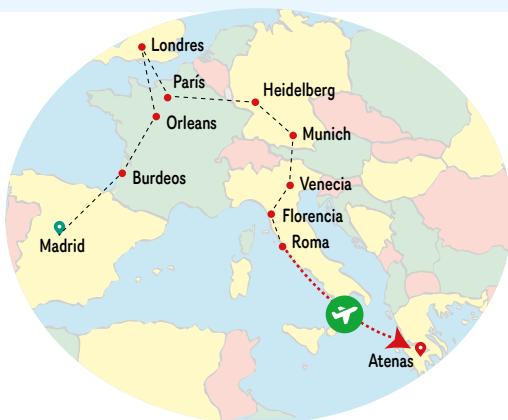 Londres
París
Heidelberg
Orleans
Munich
Burdeos
Venecia
Florencia
Madrid
Roma
Atenas